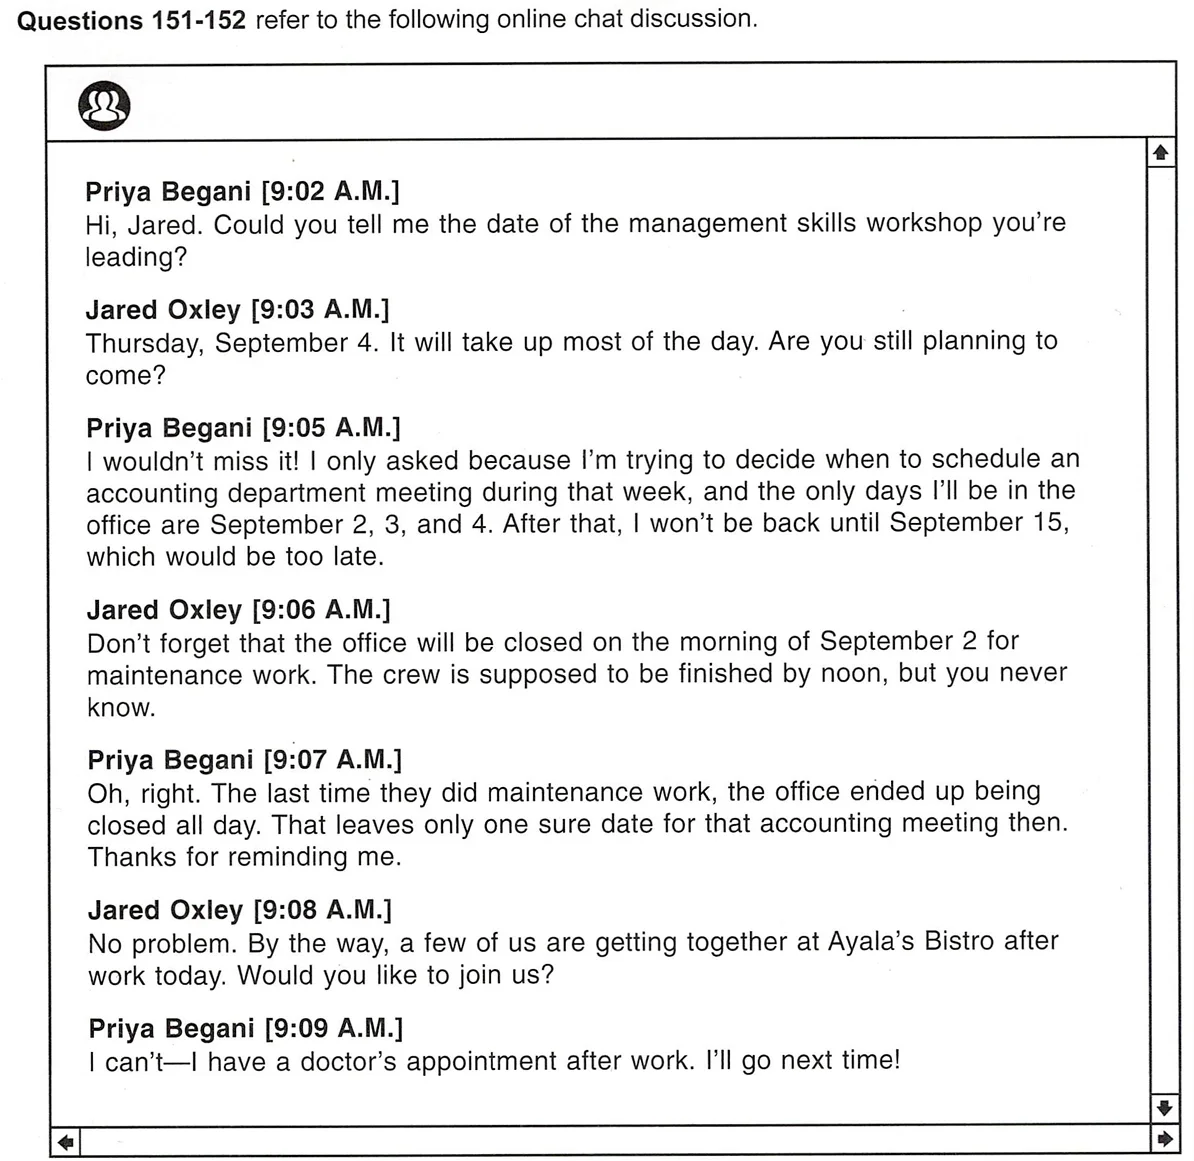 Questions 151-152 refer to the following online chat discussion.
Priya Begani [9:02 A.M.]
Hi, Jared. Could you tell me the date of the management skills workshop you're
leading?
Jared Oxley [9:03 A.M.]
Thursday, September 4. It will take up most of the day. Are you still planning to
come?
Priya Begani [9:05 A.M.]
I wouldn't miss it! I only asked because I'm trying to decide when to schedule an
accounting department meeting during that week, and the only days I'll be in the
office are September 2, 3, and 4. After that, I won't be back until September 15,
which would be too late.
Jared Oxley [9:06 A.M.]
Don't forget that the office will be closed on the morning of September 2 for
maintenance work. The crew is supposed to be finished by noon, but you never
know.
Priya Begani [9:07 A.M.]
Oh, right. The last time they did maintenance work, the office ended up being
closed all day. That leaves only one sure date for that accounting meeting then.
Thanks for reminding me.
Jared Oxley [9:08 A.M.]
No problem. By the way, a few of us are getting together at Ayala's Bistro after
work today. Would you like to join us?
Priya Begani [9:09 A.M.]
I can't—I have a doctor's appointment after work. I'll go next time!